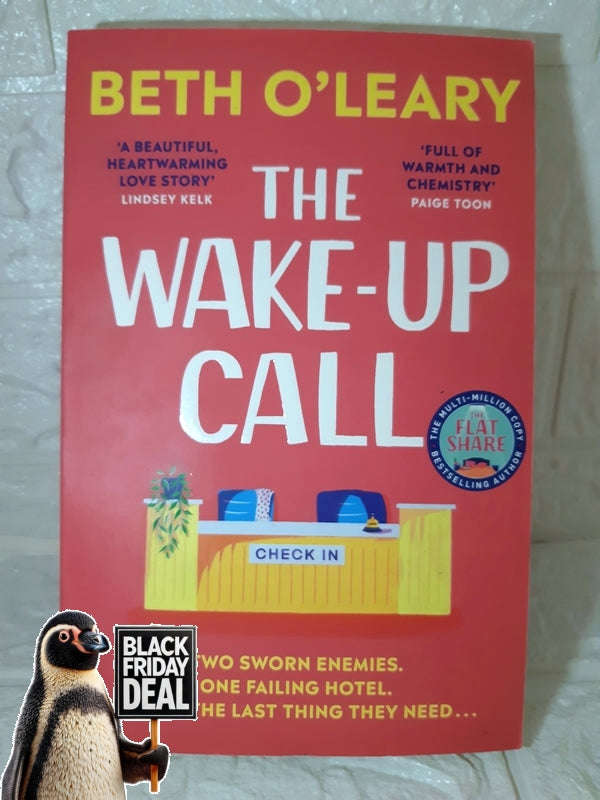 BETH O'LEARY
'A BEAUTIFUL,
HEARTWARMING
LOVE STORY'
LINDSEY KELK
'FULL OF
WARMTH AND
CHEMISTRY'
PAIGE TOON
THE
WAKE-UP
CALL
THE MULTI-MILLION COPY
THE
FLAT
SHARE
BESTSELLING AUTHOR
CHECK IN
TWO SWORN ENEMIES.
ONE FAILING HOTEL.
THE LAST THING THEY NEED...
BLACK
FRIDAY
DEAL